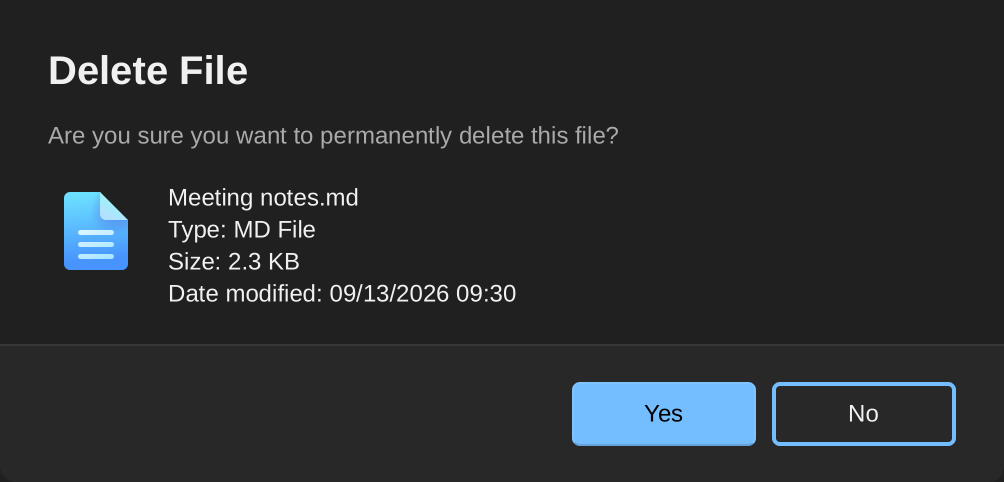 Delete File
Are you sure you want to permanently delete this file?
Meeting notes.md
Type: MD File
Size: 2.3 KB
Date modified: 09/13/2026 09:30
Yes
No